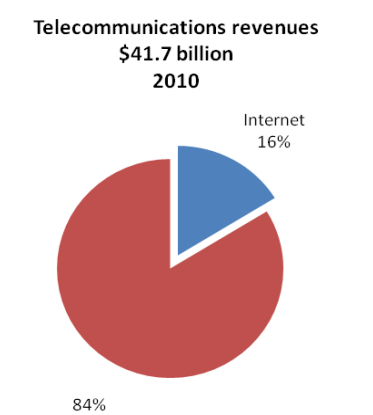 Telecommunications revenues
$41.7 billion
2010
Internet
16%
84%